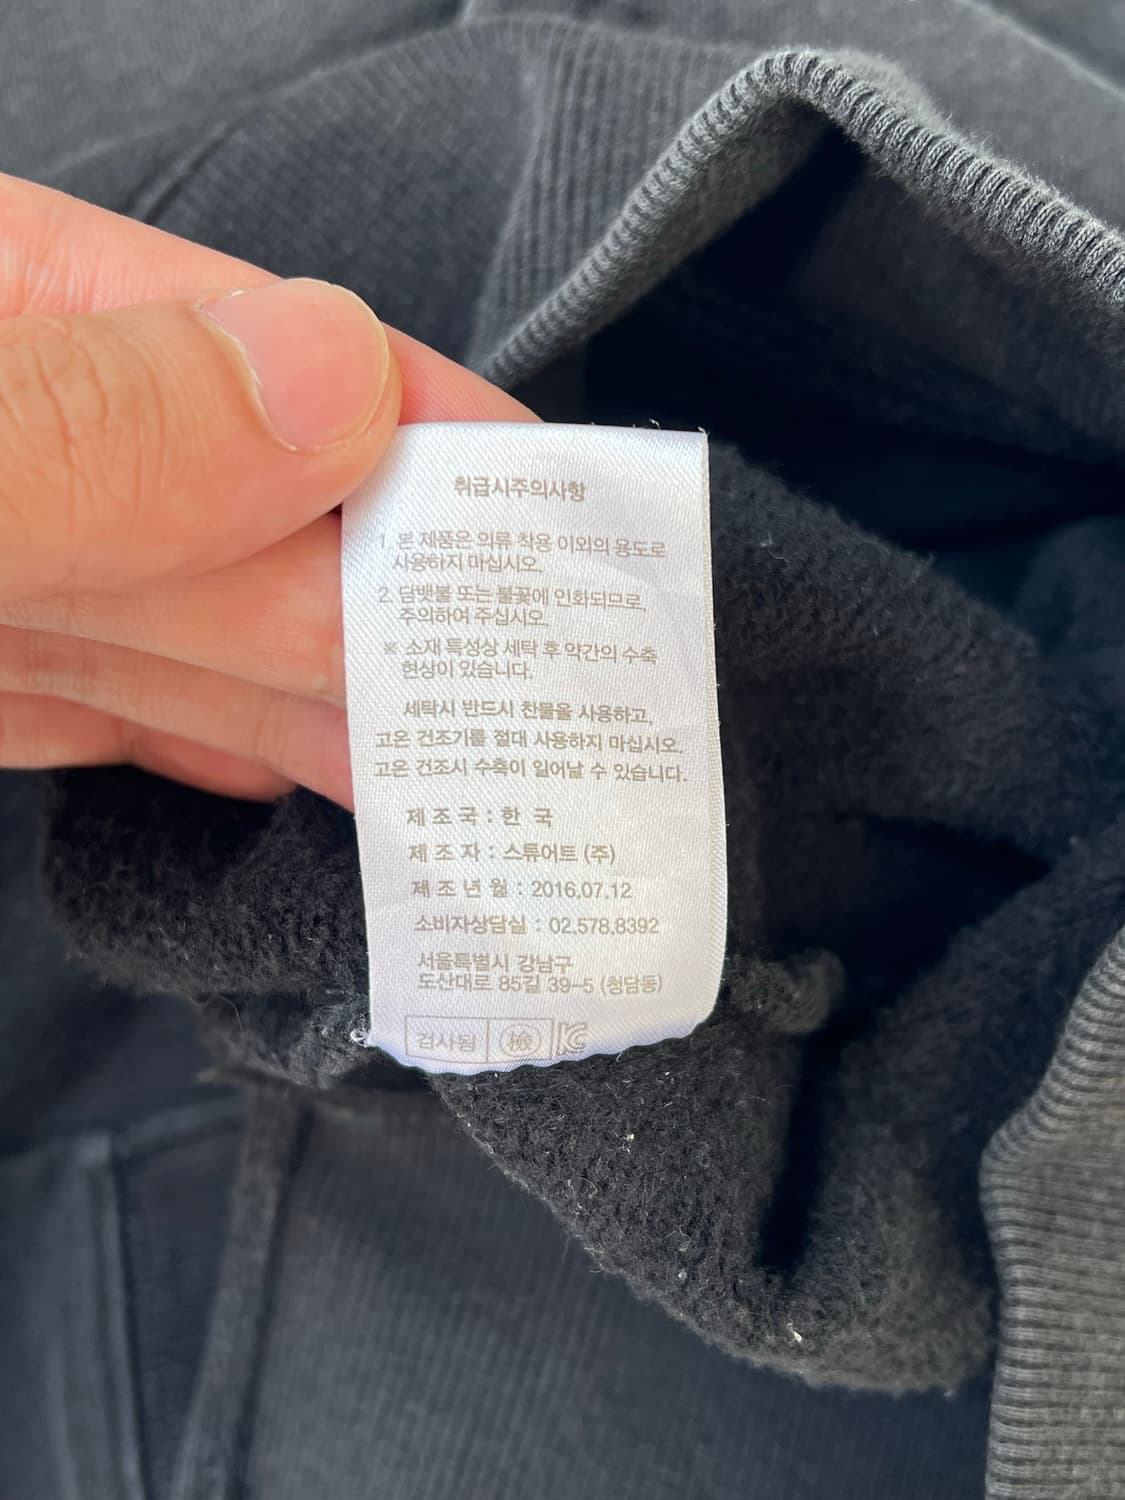 취급시주의사항
1. 본 제품은 의류 착용 이외의 용도로
사용하지 마십시오.
2. 담뱃불 또는 불꽃에 인화되므로,
주의하여 주십시오.
※ 소재 특성상 세탁 후 약간의 수축
현상이 있습니다.
세탁시 반드시 찬물을 사용하고,
고온 건조기를 절대 사용하지 마십시오.
고온 건조시 수축이 일어날 수 있습니다.
제조국 : 한 국
제조자 : 스튜어트 (주)
제조년월 : 2016.07.12
소비자상담실 : 02.578.8392
서울특별시 강남구
도산대로 85길 39-5 (청담동)
검사됨